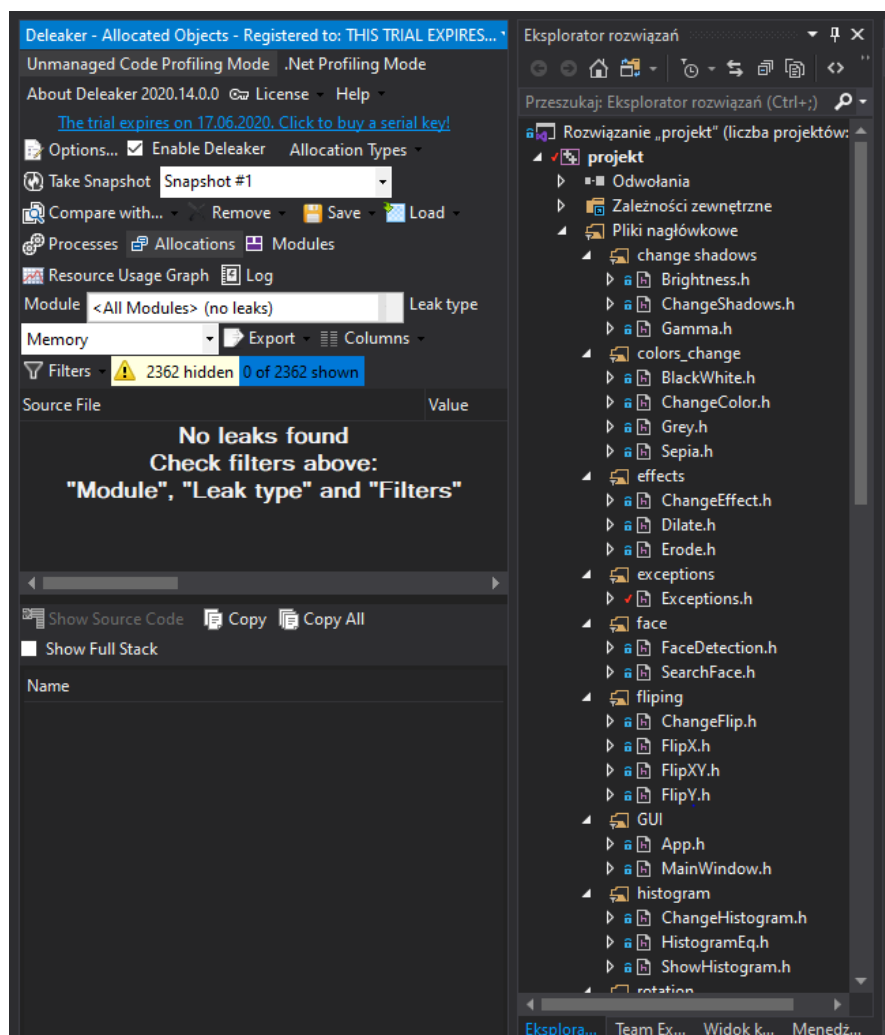 Deleaker - Allocated Objects - Registered to: THIS TRIAL EXPIRES...
Unmanaged Code Profiling Mode .Net Profiling Mode
About Deleaker 2020.14.0.0 License Help
The trial expires on 17.06.2020. Click to buy a serial key!
Options... Enable Deleaker Allocation Types
Take Snapshot Snapshot #1
Compare with... Remove Save Load
Processes Allocations Modules
Resource Usage Graph Log
Module <All Modules> (no leaks) Leak type
Memory Export Columns
Filters 2362 hidden 0 of 2362 shown
Source File Value
No leaks found
Check filters above:
"Module", "Leak type" and "Filters"
Show Source Code Copy Copy All
Show Full Stack
Name
Eksplorator rozwiązań
Przeszukaj: Eksplorator rozwiązań (Ctrl+;)
Rozwiązanie „projekt" (liczba projektów:
projekt
Odwołania
Zależności zewnętrzne
Pliki nagłówkowe
change shadows
Brightness.h
ChangeShadows.h
Gamma.h
colors_change
BlackWhite.h
ChangeColor.h
Grey.h
Sepia.h
effects
ChangeEffect.h
Dilate.h
Erode.h
exceptions
Exceptions.h
face
FaceDetection.h
SearchFace.h
fliping
ChangeFlip.h
FlipX.h
FlipXY.h
FlipY.h
GUI
App.h
MainWindow.h
histogram
ChangeHistogram.h
HistogramEq.h
ShowHistogram.h
rotation
Eksplora... Team Ex... Widok k... Menedż...